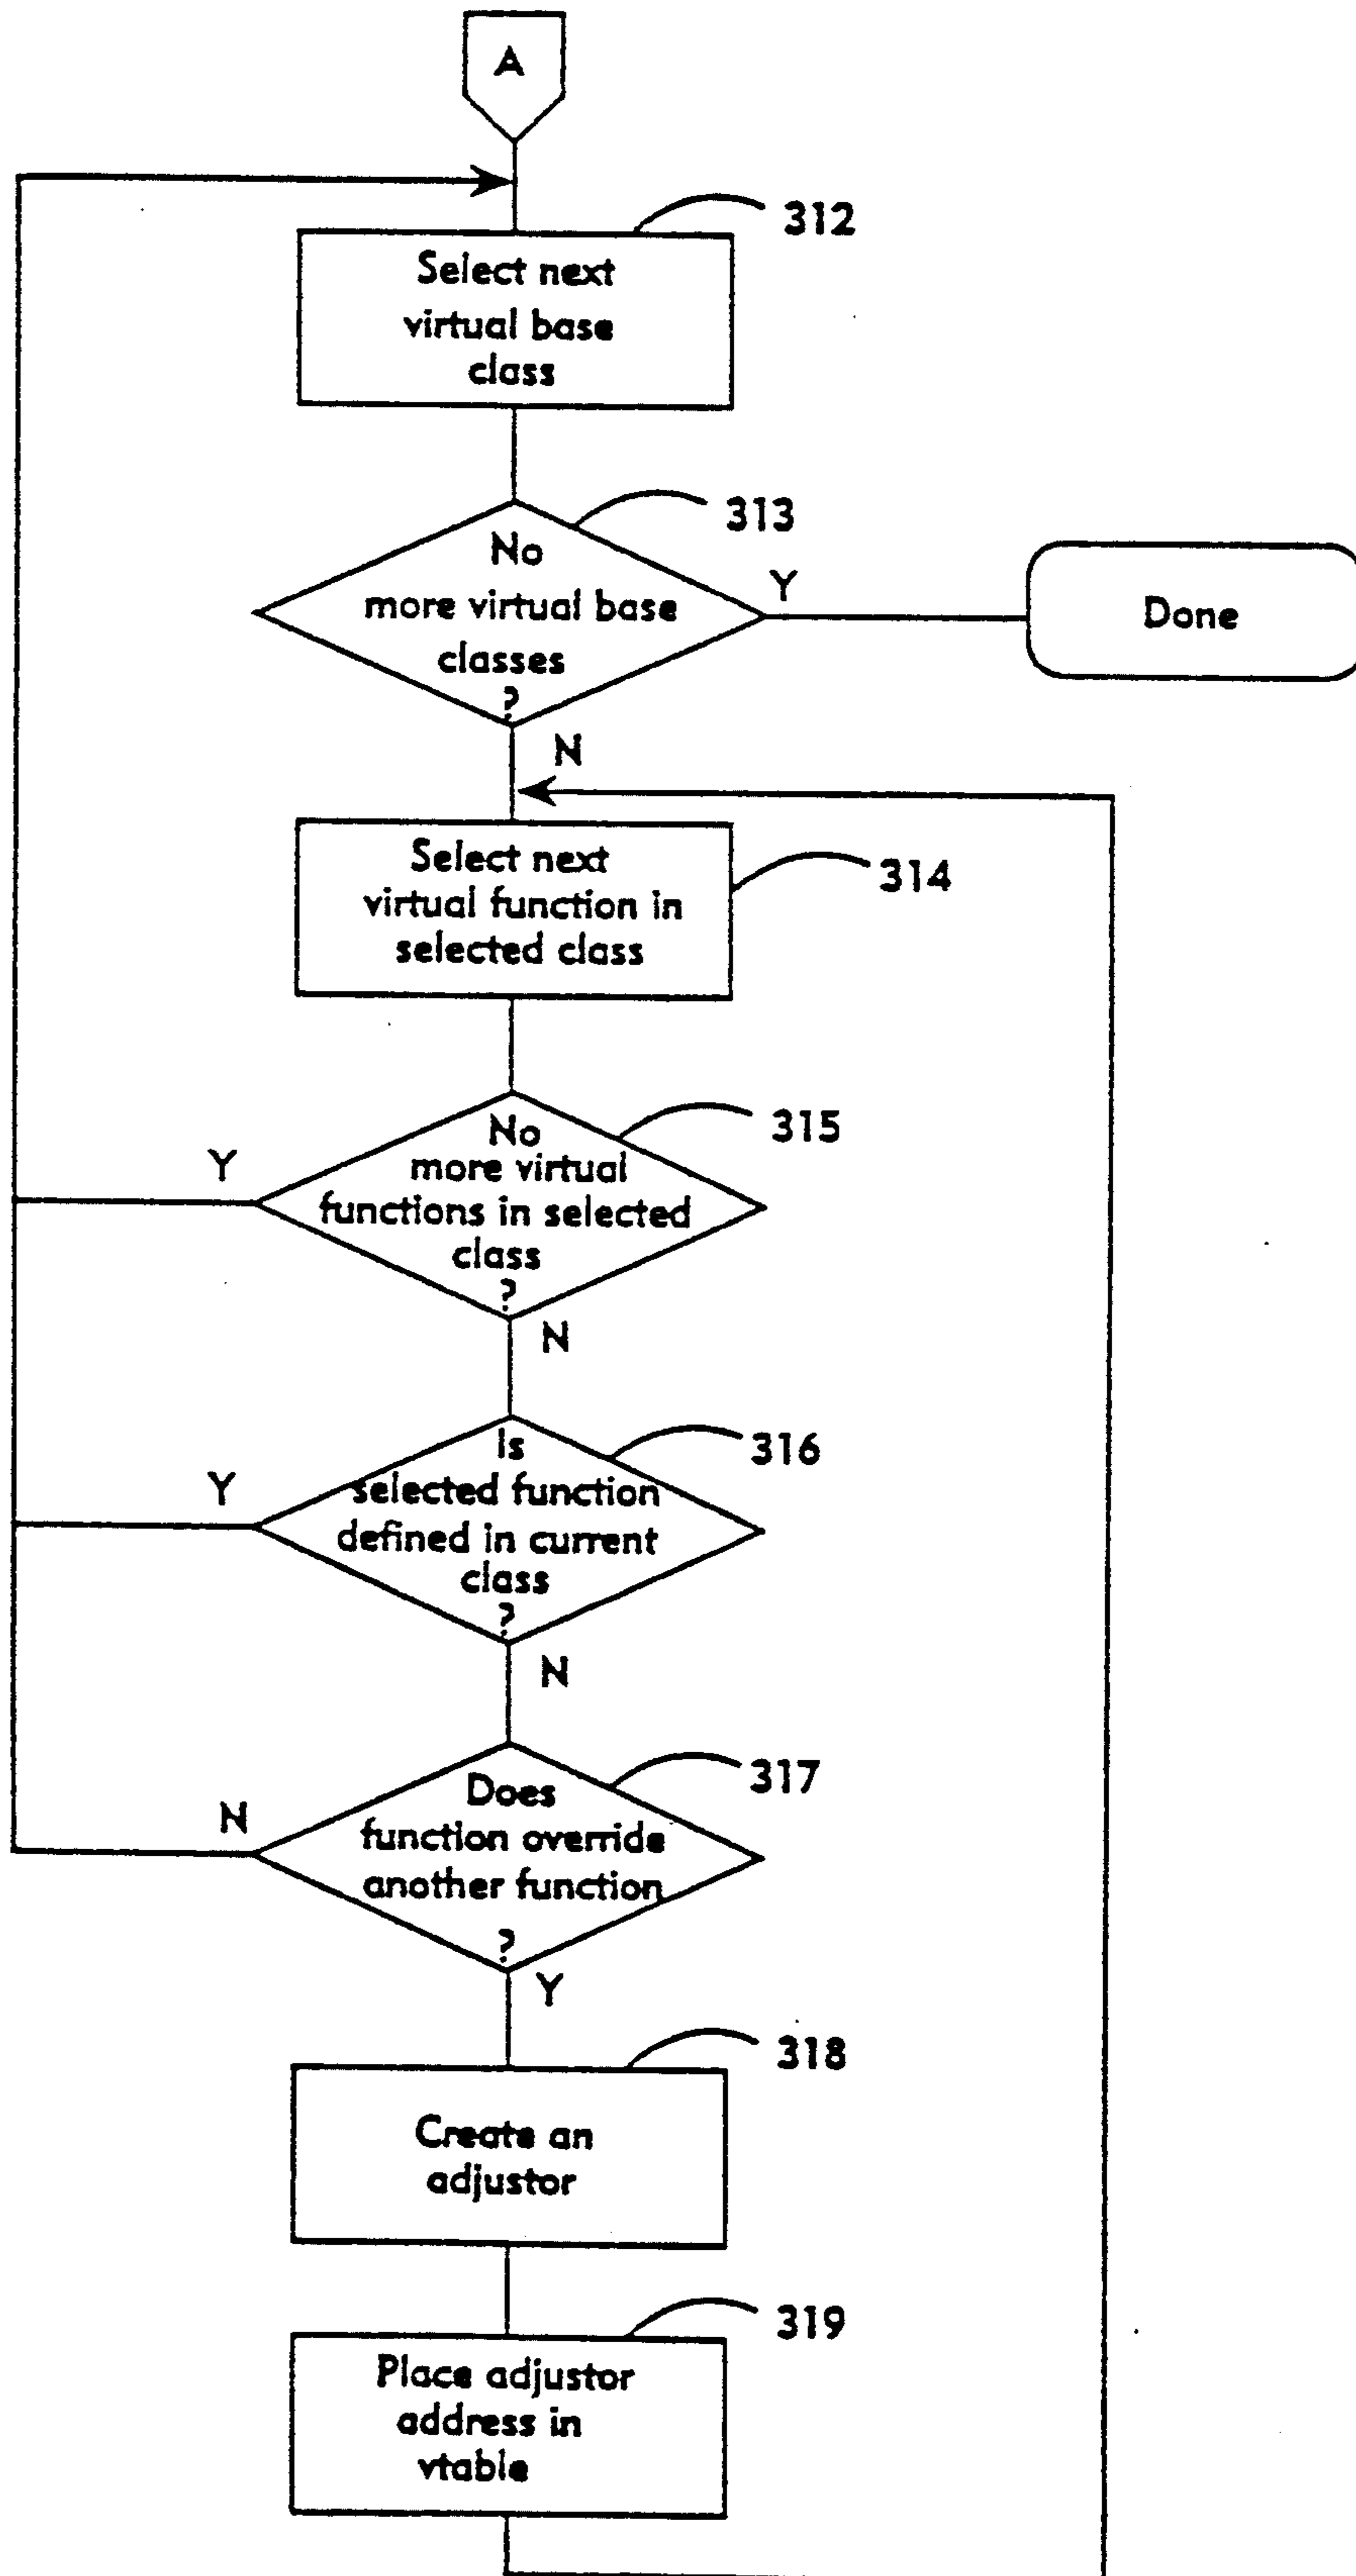 A
312
Select next
virtual base
class
313
No
more virtual base
classes
?
Y
Done
N
Select next
virtual function in
selected class
314
No
more virtual
functions in selected
class
?
315
Y
N
Is
selected function
defined in current
class
?
316
Y
N
Does
function override
another function
?
317
N
Y
318
Create an
adjustor
319
Place adjustor
address in
vtable